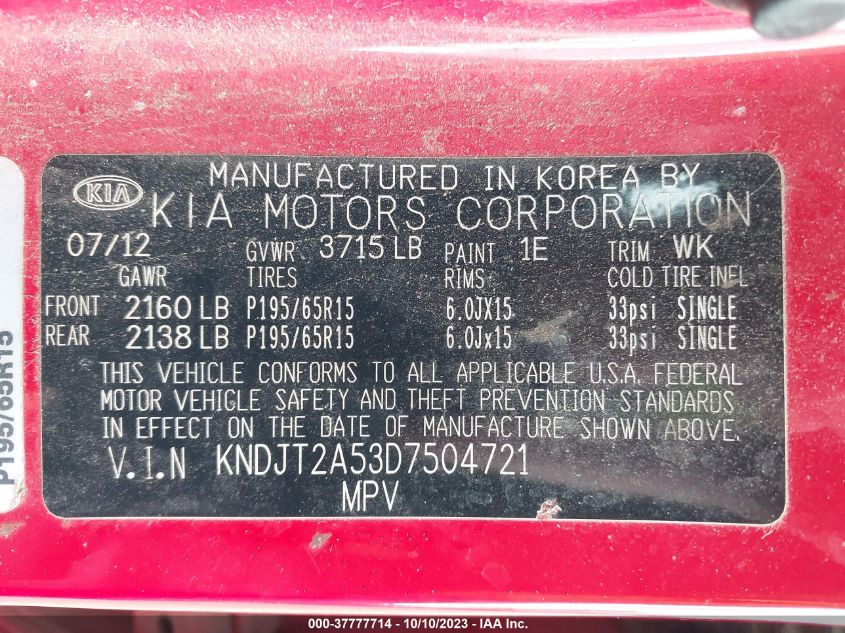 MANUFACTURED IN KOREA BY
KIA
KIA MOTORS CORPORATION
07/12 GVWR 3715 LB PAINT 1E TRIM WK
GAWR TIRES RIMS COLD TIRE INFL
FRONT 2160 LB P195/65R15 6.0JX15 33psi SINGLE
REAR 2138 LB P195/65R15 6.0Jx15 33psi SINGLE
THIS VEHICLE CONFORMS TO ALL APPLICABLE U.S.A. FEDERAL
MOTOR VEHICLE SAFETY AND THEFT PREVENTION STANDARDS
IN EFFECT ON THE DATE OF MANUFACTURE SHOWN ABOVE.
V.I.N KNDJT2A53D7504721
MPV
P195/65R15
000-37777714 - 10/10/2023 - IAA Inc.